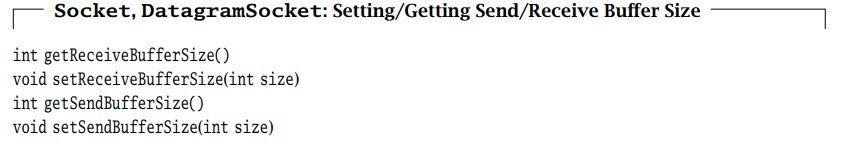 Socket, DatagramSocket: Setting/Getting Send/Receive Buffer Size
int getReceiveBufferSize()
void setReceiveBufferSize(int size)
int getSendBufferSize()
void setSendBufferSize(int size)